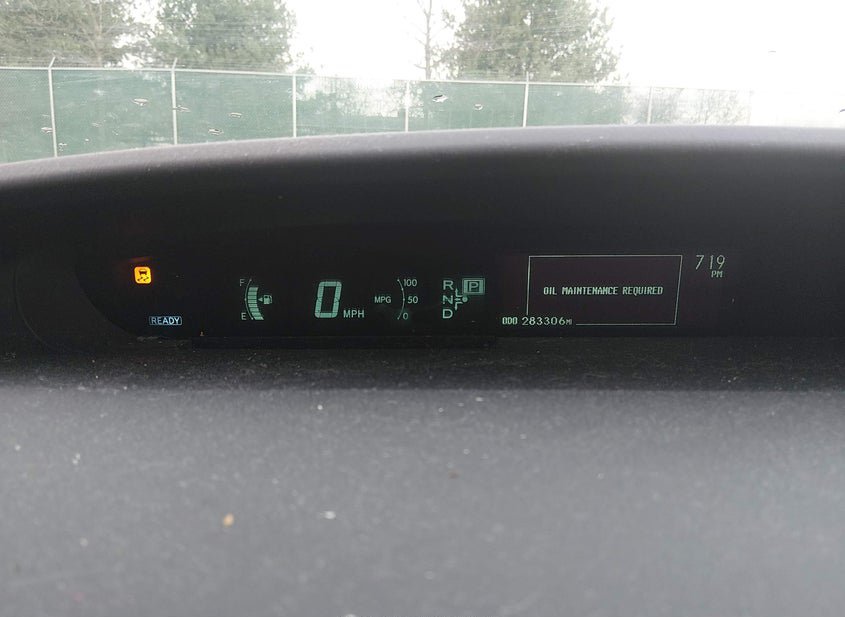 F
E
READY
0 MPH
MPG
100
50
0
R
N
D
P
OIL MAINTENANCE REQUIRED
ODO 283306MI
7 19
PM